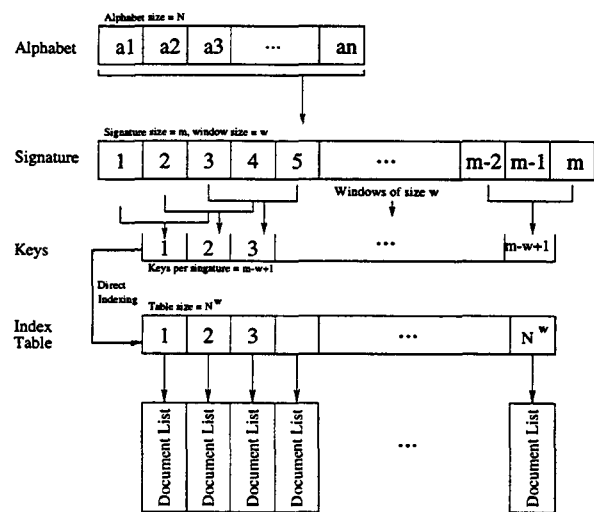 Alphabet size = N
Alphabet a1 a2 a3 ... an
Signature size = m, window size = w
Signature 1 2 3 4 5 ... m-2 m-1 m
Windows of size w
Keys 1 2 3 ... m-w+1
Keys per singature = m-w+1
Direct
Indexing
Table size = N^w
Index
Table
1 2 3 ... N^w
Document List Document List Document List Document List ... Document List